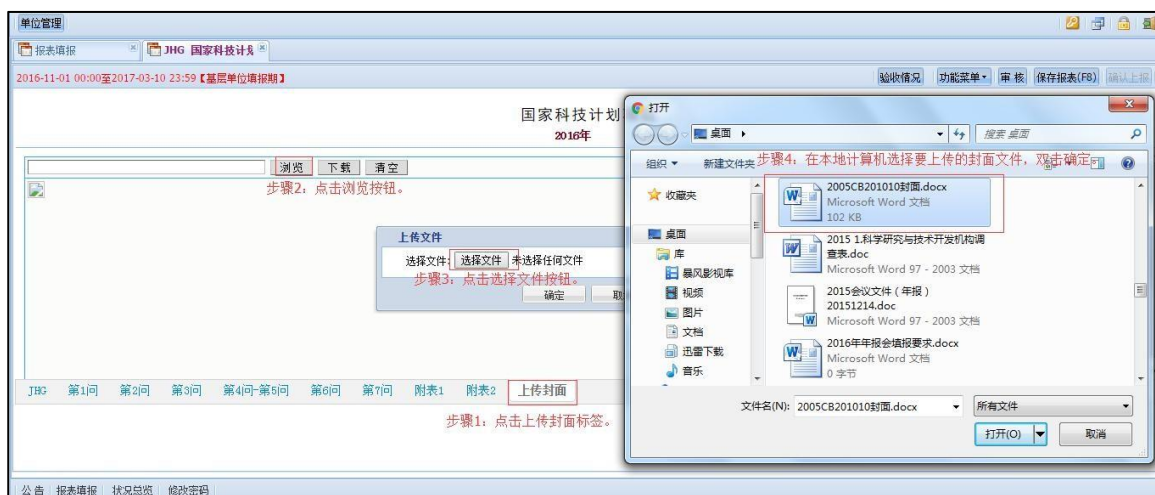 单位管理
报表填报 JHG 国家科技计划
2016-11-01 00:00至2017-03-10 23:59【基层单位填报期】
验收情况 功能菜单 审 核 保存报表(F8) 确认上报
国家科技计划
2016年
浏览 下载 清空
步骤2：点击浏览按钮。
上传文件
选择文件: 选择文件 未选择任何文件
步骤3：点击选择文件按钮。
确定
JHG 第1问 第2问 第3问 第4问-第5问 第6问 第7问 附表1 附表2 上传封面
步骤1：点击上传封面标签。
公 告 报表填报 状况总览 修改密码
打开
桌面
搜索 桌面
组织 新建文件夹
步骤4：在本地计算机选择要上传的封面文件，双击确定
收藏夹
桌面
库
暴风影视库
视频
图片
文档
迅雷下载
音乐
2005CB201010封面.docx
Microsoft Word 文档
102 KB
2015 1.科学研究与技术开发机构调
查表.doc
Microsoft Word 97 - 2003 文档
2015会议文件（年报）
20151214.doc
Microsoft Word 97 - 2003 文档
2016年年报会填报要求.docx
Microsoft Word 文档
0 字节
文件名(N): 2005CB201010封面.docx 所有文件
打开(O) 取消